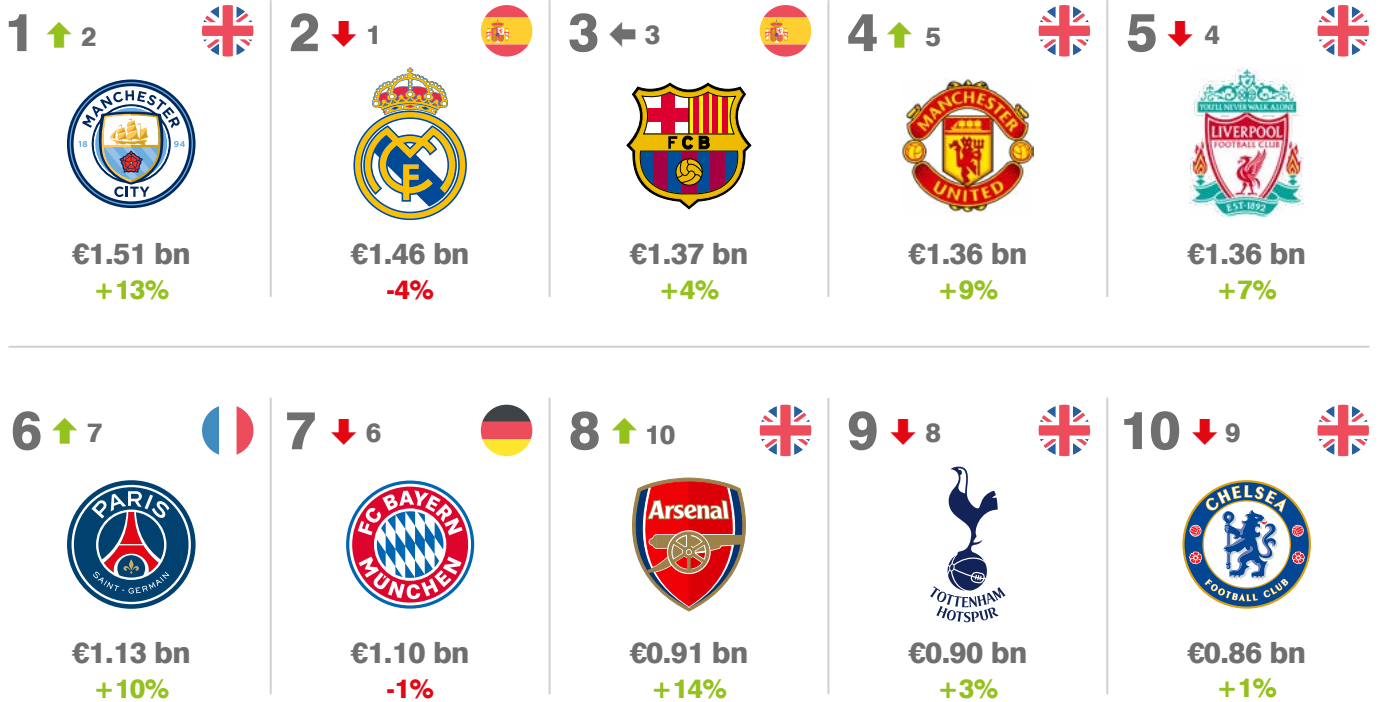 1 2
2 1
3 3
4 5
5 4
MANCHESTER
18 94
CITY
FCB
MANCHESTER
UNITED
YOU'LL NEVER WALK ALONE
LIVERPOOL
FOOTBALL CLUB
EST·1892
€1.51 bn
€1.46 bn
€1.37 bn
€1.36 bn
€1.36 bn
+13%
-4%
+4%
+9%
+7%
6 7
7 6
8 10
9 8
10 9
PARIS
SAINT - GERMAIN
FC BAYERN
MÜNCHEN
Arsenal
TOTTENHAM
HOTSPUR
CHELSEA
FOOTBALL CLUB
€1.13 bn
€1.10 bn
€0.91 bn
€0.90 bn
€0.86 bn
+10%
-1%
+14%
+3%
+1%